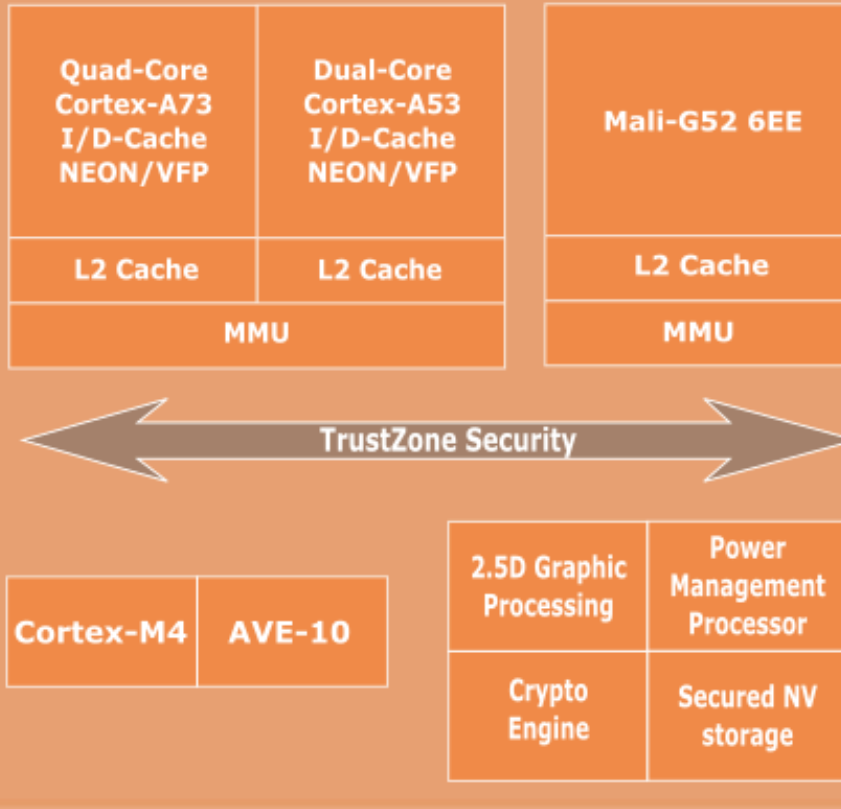 Quad-Core
Cortex-A73
I/D-Cache
NEON/VFP
Dual-Core
Cortex-A53
I/D-Cache
NEON/VFP
Mali-G52 6EE
L2 Cache
L2 Cache
L2 Cache
MMU
MMU
TrustZone Security
Cortex-M4
AVE-10
2.5D Graphic
Processing
Power
Management
Processor
Crypto
Engine
Secured NV
storage